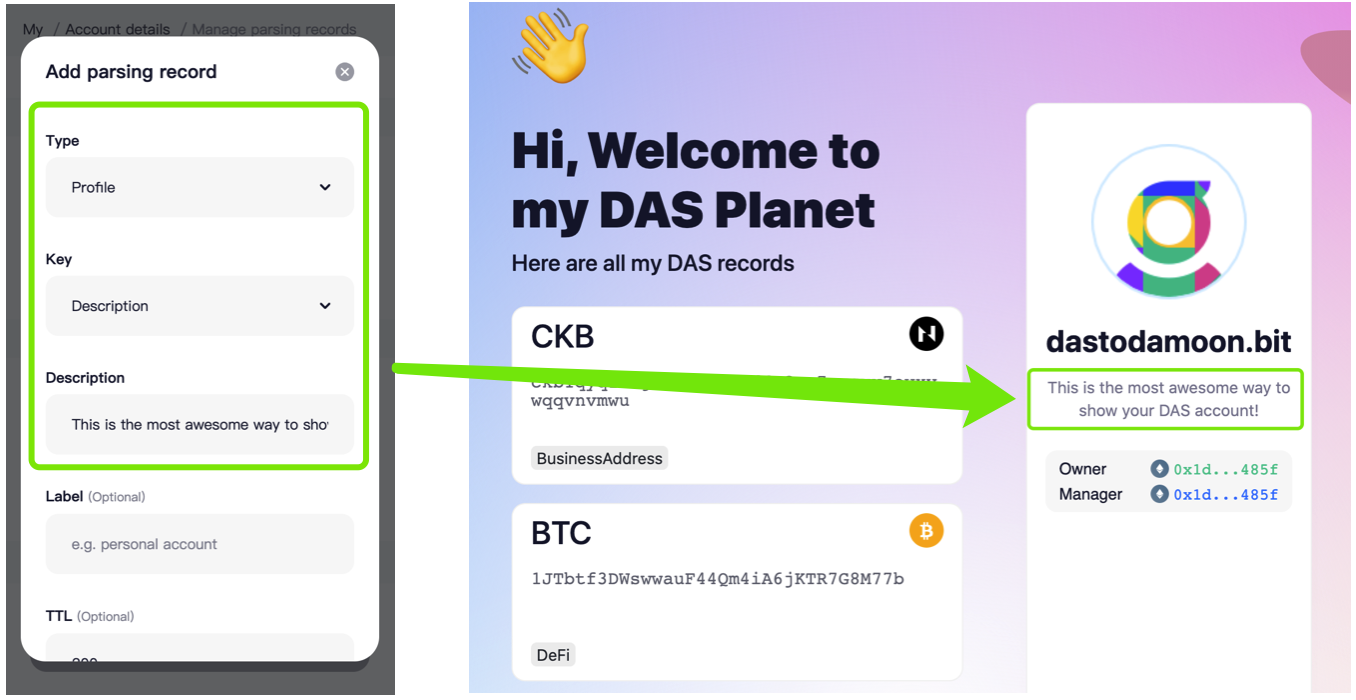 My / Account details / Manage parsing records
Add parsing record
Type
Profile
Key
Description
Description
This is the most awesome way to sho
Label (Optional)
e.g. personal account
TTL (Optional)
Hi, Welcome to
my DAS Planet
Here are all my DAS records
CKB
wqqvnvmwu
BusinessAddress
BTC
1JTbtf3DWswwauF44Qm4iA6jKTR7G8M77b
DeFi
dastodamoon.bit
This is the most awesome way to
show your DAS account!
Owner 0x1d...485f
Manager 0x1d...485f